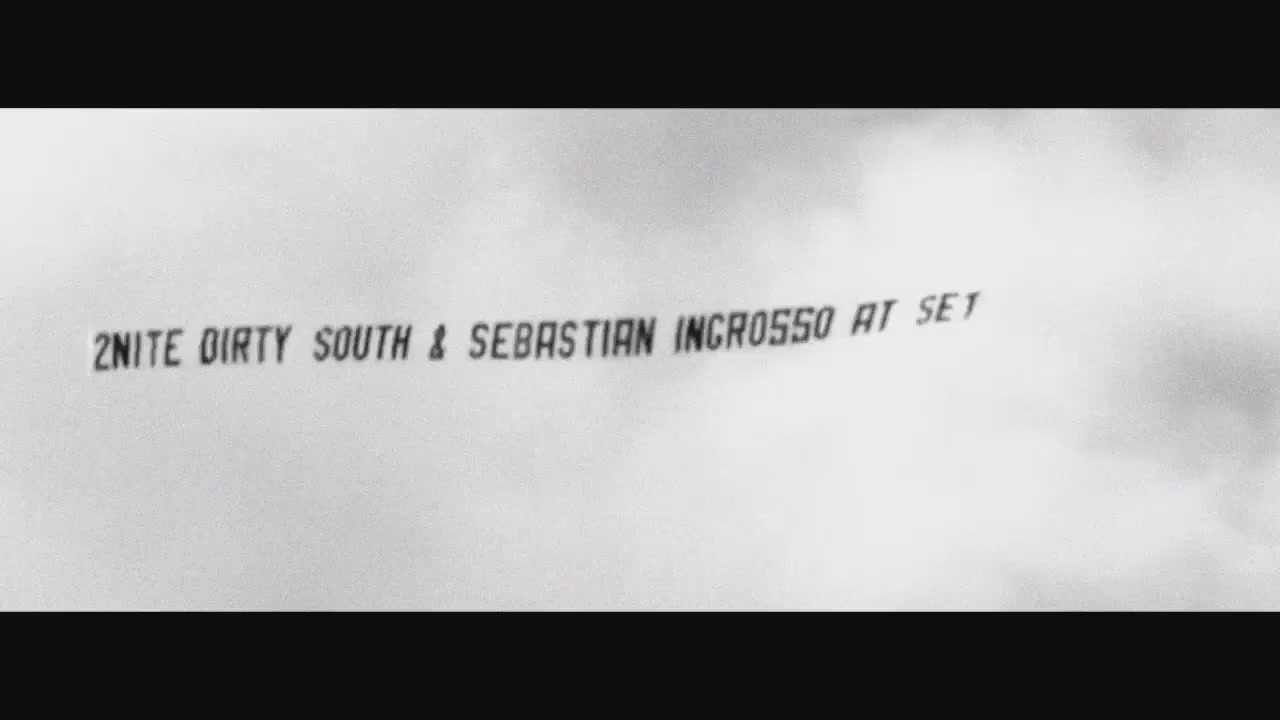 2NITE DIRTY SOUTH & SEBASTIAN INGROSSO AT SET